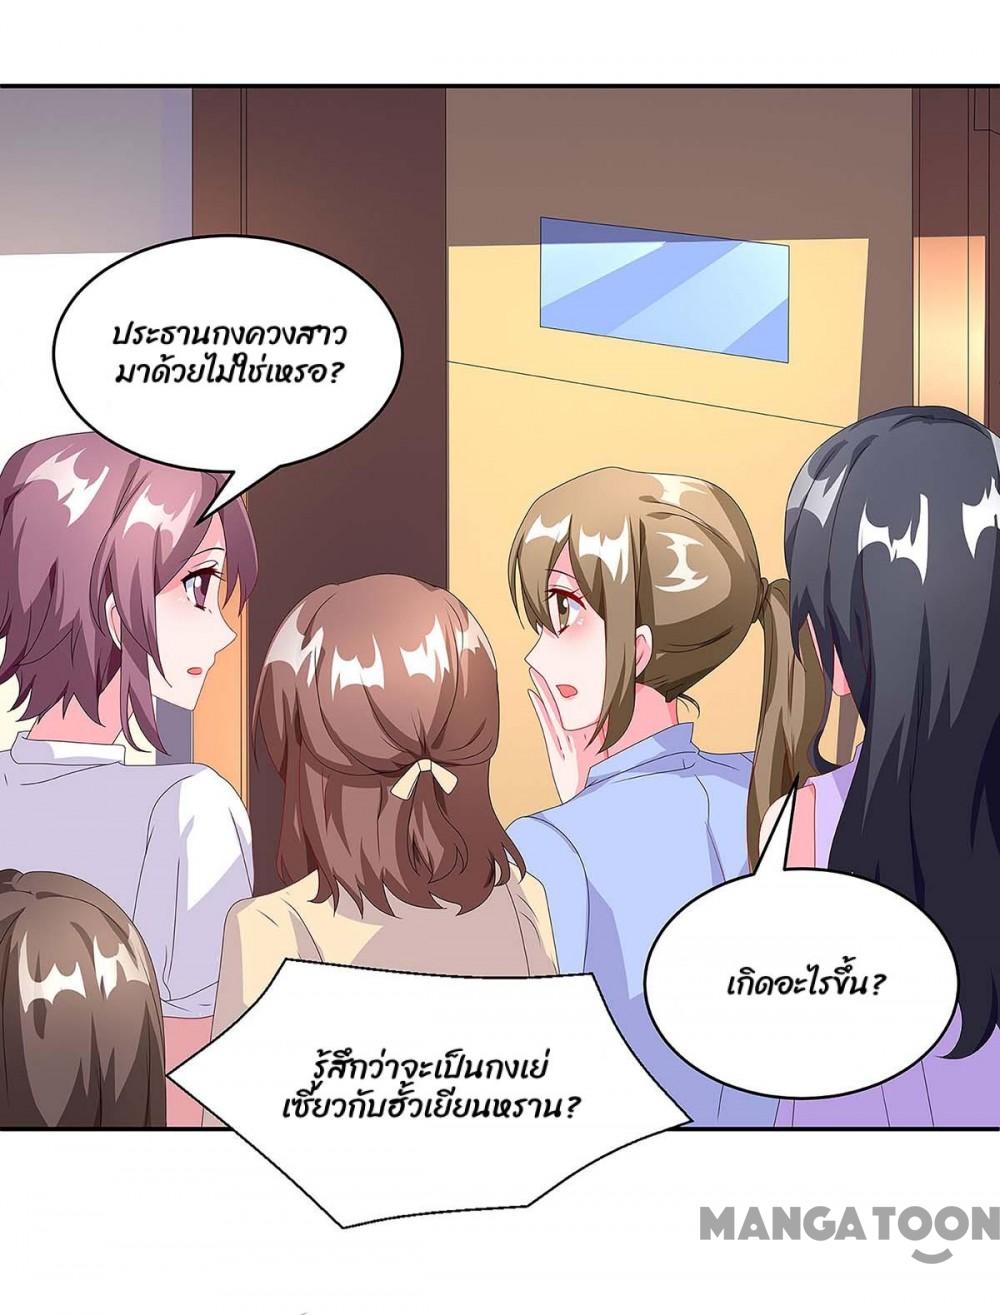 ประธานกงควงสาว
มาด้วยไม่ใช่เหรอ?
เกิดอะไรขึ้น?
รู้สึกว่าจะเป็นกงเย่
เซี่ยวกับฮั้วเยียนหราน?
MANGATOON